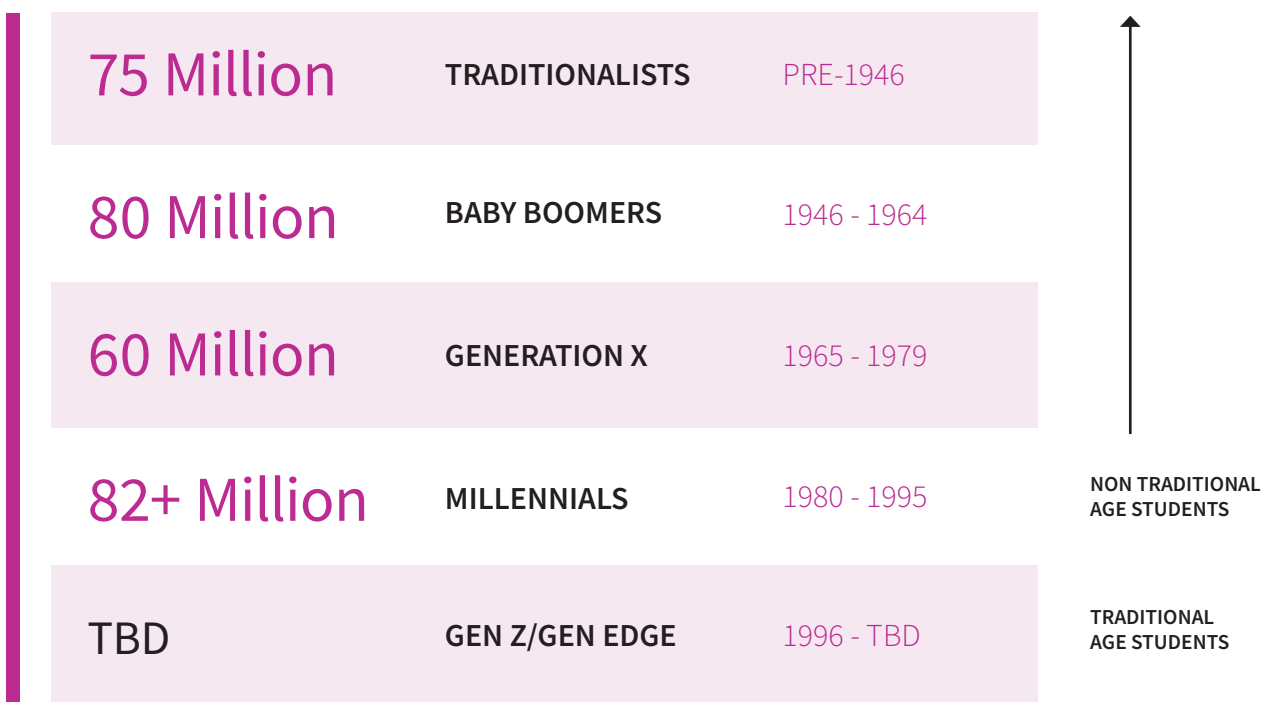 75 Million TRADITIONALISTS PRE-1946
80 Million BABY BOOMERS 1946 - 1964
60 Million GENERATION X 1965 - 1979
82+ Million MILLENNIALS 1980 - 1995
NON TRADITIONAL
AGE STUDENTS
TBD GEN Z/GEN EDGE 1996 - TBD
TRADITIONAL
AGE STUDENTS